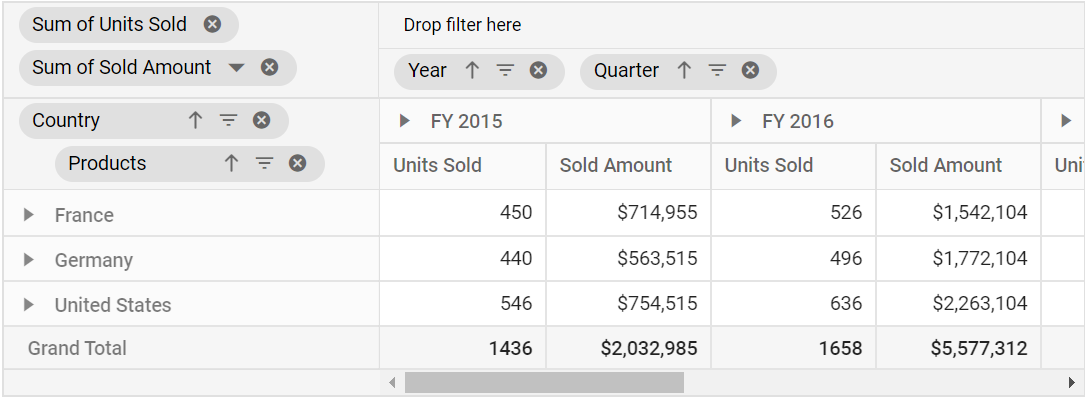 Sum of Units Sold
Drop filter here
Sum of Sold Amount
Year Quarter
Country
FY 2015 FY 2016
Products
Units Sold Sold Amount Units Sold Sold Amount Uni
France 450 $714,955 526 $1,542,104
Germany 440 $563,515 496 $1,772,104
United States 546 $754,515 636 $2,263,104
Grand Total 1436 $2,032,985 1658 $5,577,312